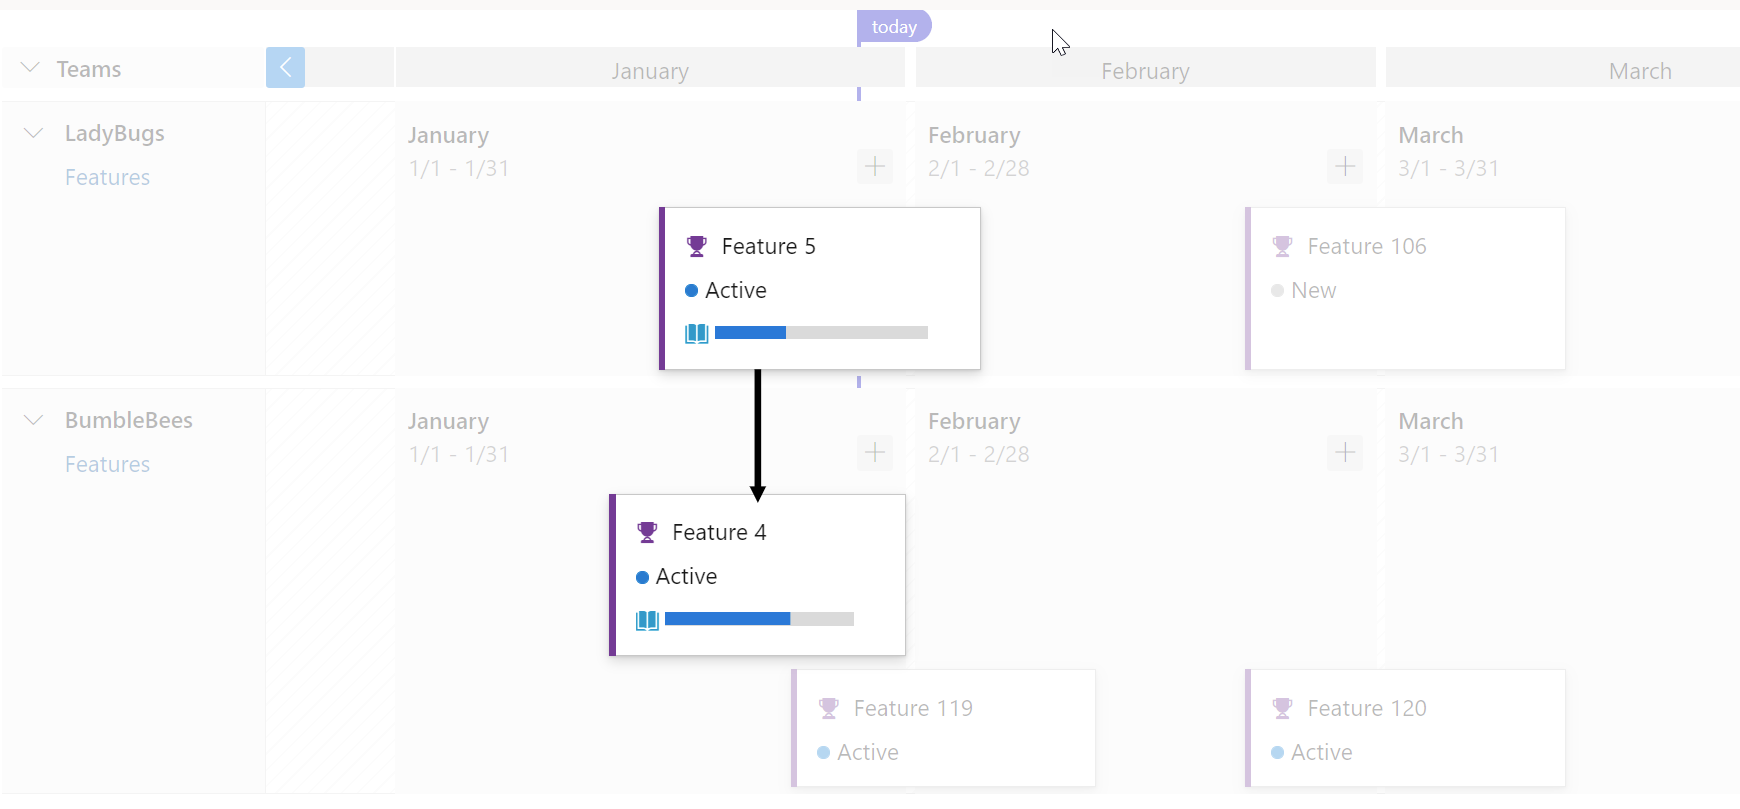 today
Teams
January
February
March
LadyBugs
Features
January
1/1 - 1/31
February
2/1 - 2/28
March
3/1 - 3/31
Feature 5
Active
Feature 106
New
BumbleBees
Features
January
1/1 - 1/31
February
2/1 - 2/28
March
3/1 - 3/31
Feature 4
Active
Feature 119
Active
Feature 120
Active